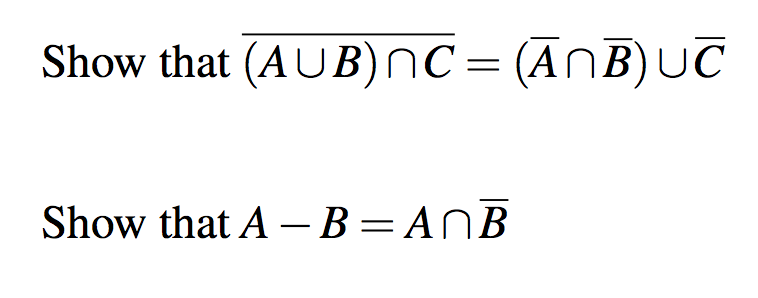 Show that $\overline{(A \cup B) \cap C} = (\overline{A} \cap \overline{B}) \cup \overline{C}$
Show that $A - B = A \cap \overline{B}$